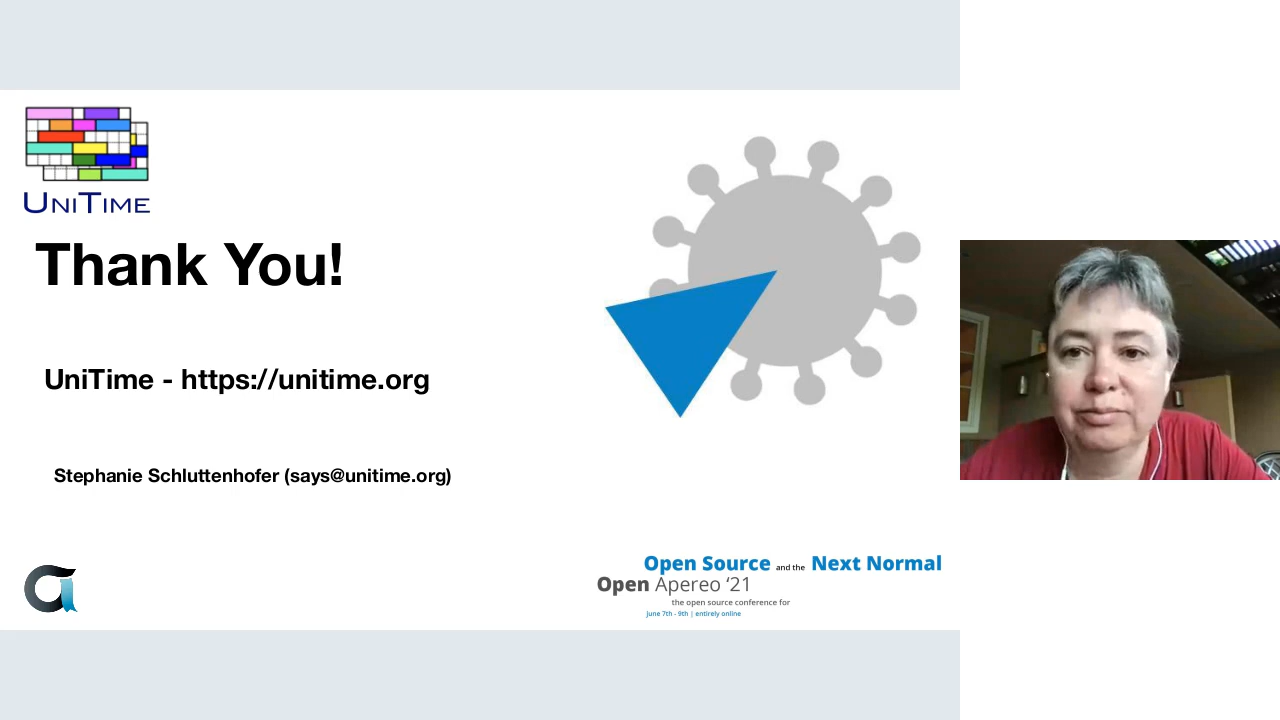 UNITIME
Thank You!
UniTime - https://unitime.org
Stephanie Schluttenhofer (says@unitime.org)
Open Source and the Next Normal
Open Apereo ‘21
the open source conference for
June 7th - 9th | entirely online